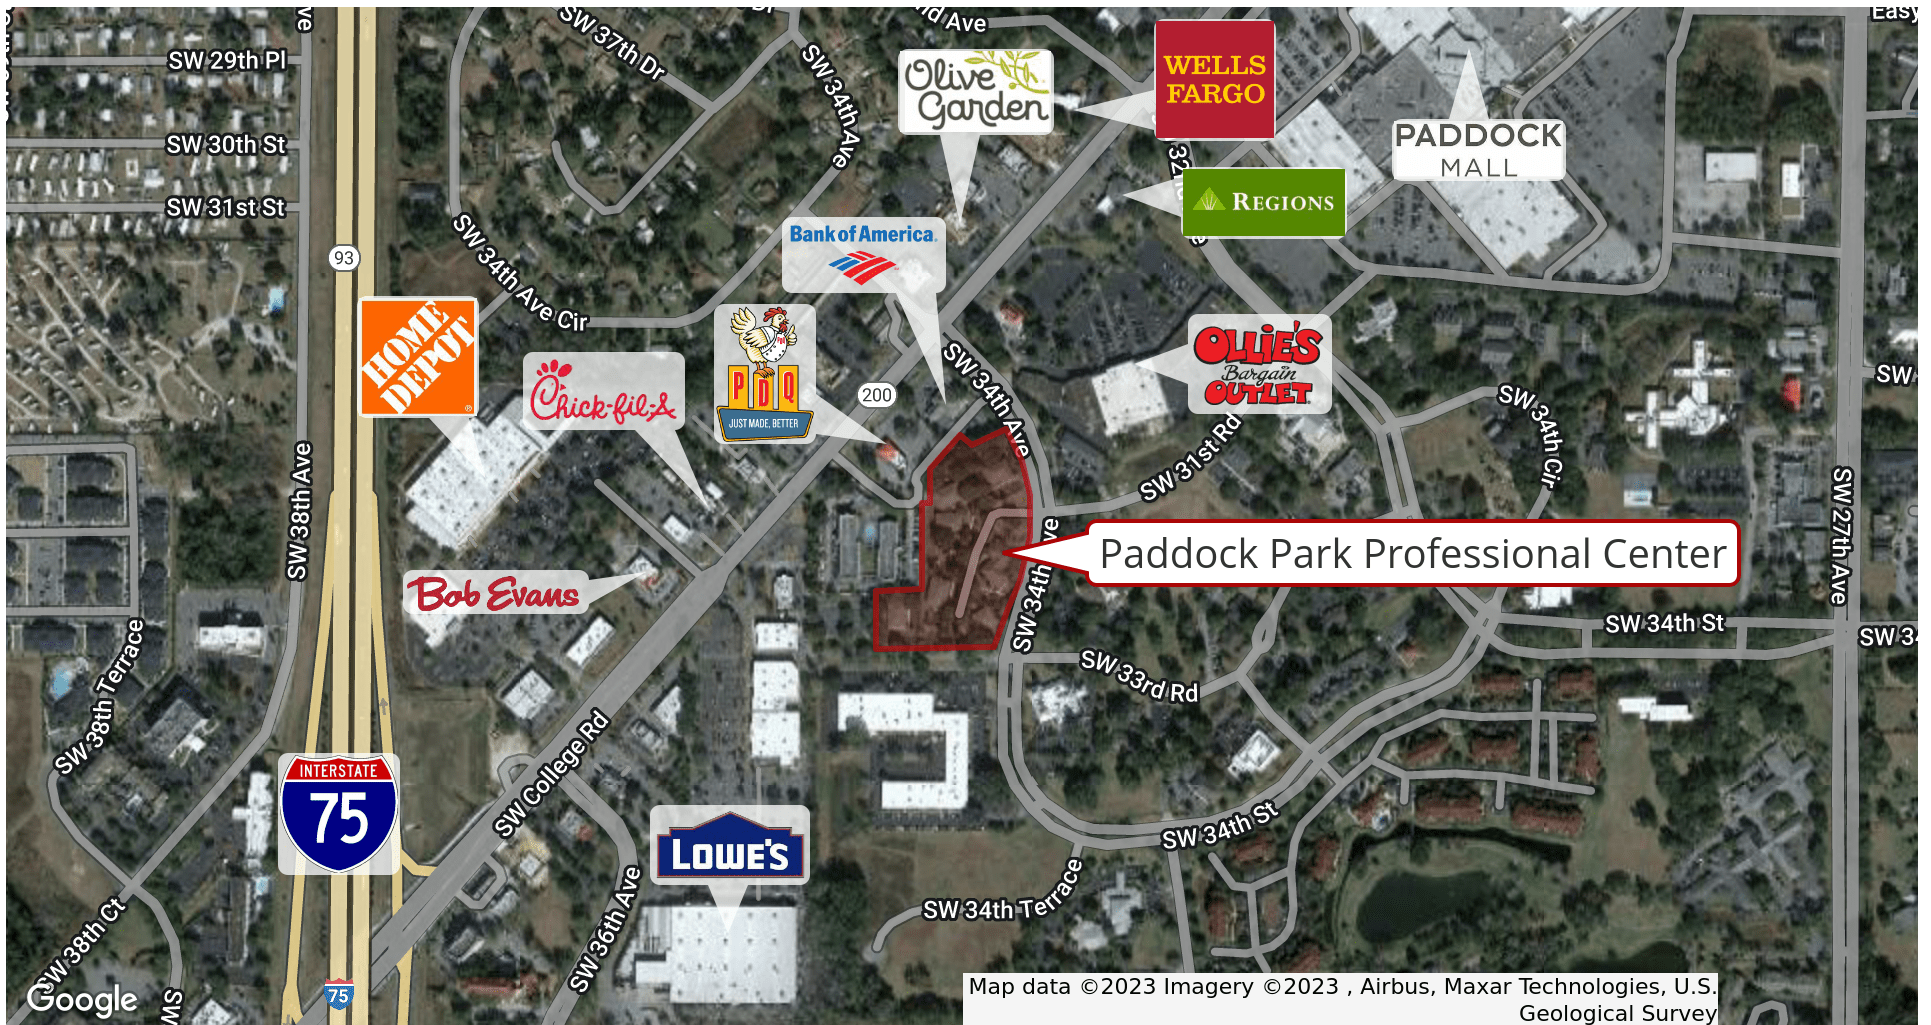 SW 29th Pl
SW 30th St
SW 31st St
SW 37th Dr
Dr
SW 34th Ave
nd Ave
Easy
Olive
Garden
WELLS
FARGO
PADDOCK
MALL
REGIONS
Bank of America
93
SW 34th Ave Cir
HOME
DEPOT
Chick-fil-A
PDQ
JUST MADE, BETTER
200
SW 34th Ave
OLLIE'S
Bargain
OUTLET
SW 31st Rd
SW 34th Cir
SW
SW 27th Ave
SW 38th Ave
Paddock Park Professional Center
Bob Evans
SW 34th Ave
SW 34th St
SW 34
SW 33rd Rd
SW 38th Terrace
SW College Rd
INTERSTATE
75
LOWE'S
SW 34th St
SW 36th Ave
SW 34th Terrace
SW 38th Ct
SW
75
Google
Map data ©2023 Imagery ©2023 , Airbus, Maxar Technologies, U.S.
Geological Survey